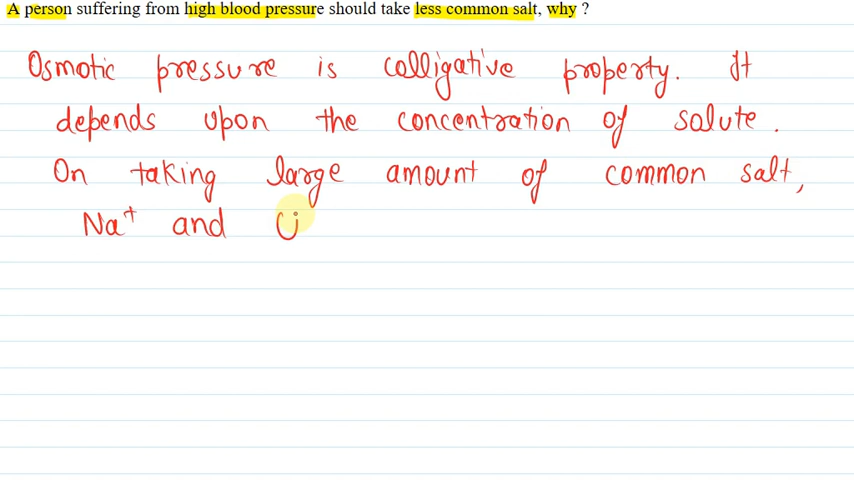 A person suffering from high blood pressure should take less common salt, why ?
Osmotic pressure is colligative property. It
depends upon the concentration of solute.
On taking large amount of common salt,
Na⁺ and